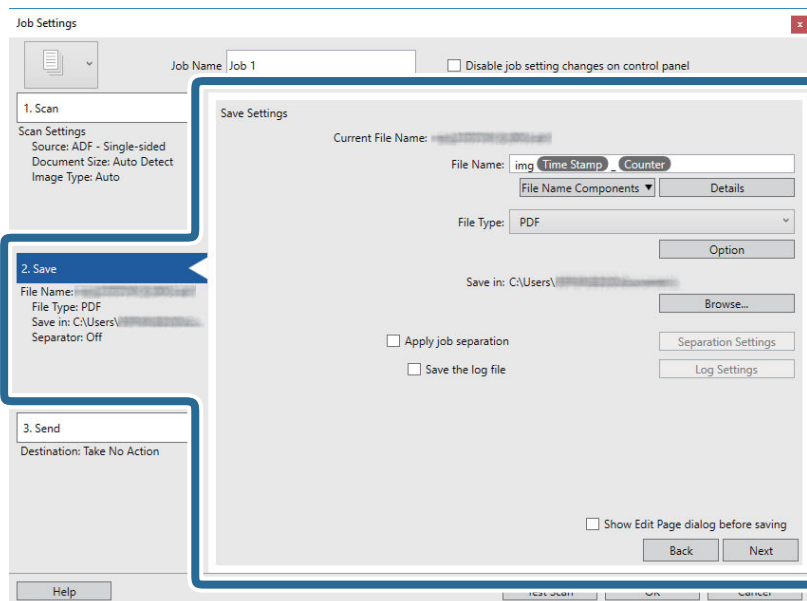 Job Settings
x
Job Name Job 1
Disable job setting changes on control panel
1. Scan
Scan Settings
Source: ADF - Single-sided
Document Size: Auto Detect
Image Type: Auto
2. Save
File Name:
File Type: PDF
Save in: C:\Users\
Separator: Off
3. Send
Destination: Take No Action
Save Settings
Current File Name:
File Name: img Time Stamp _ Counter
File Name Components ▼ Details
File Type: PDF
Option
Save in: C:\Users\
Browse...
Apply job separation Separation Settings
Save the log file Log Settings
Show Edit Page dialog before saving
Back Next
Help Test Scan OK Cancel